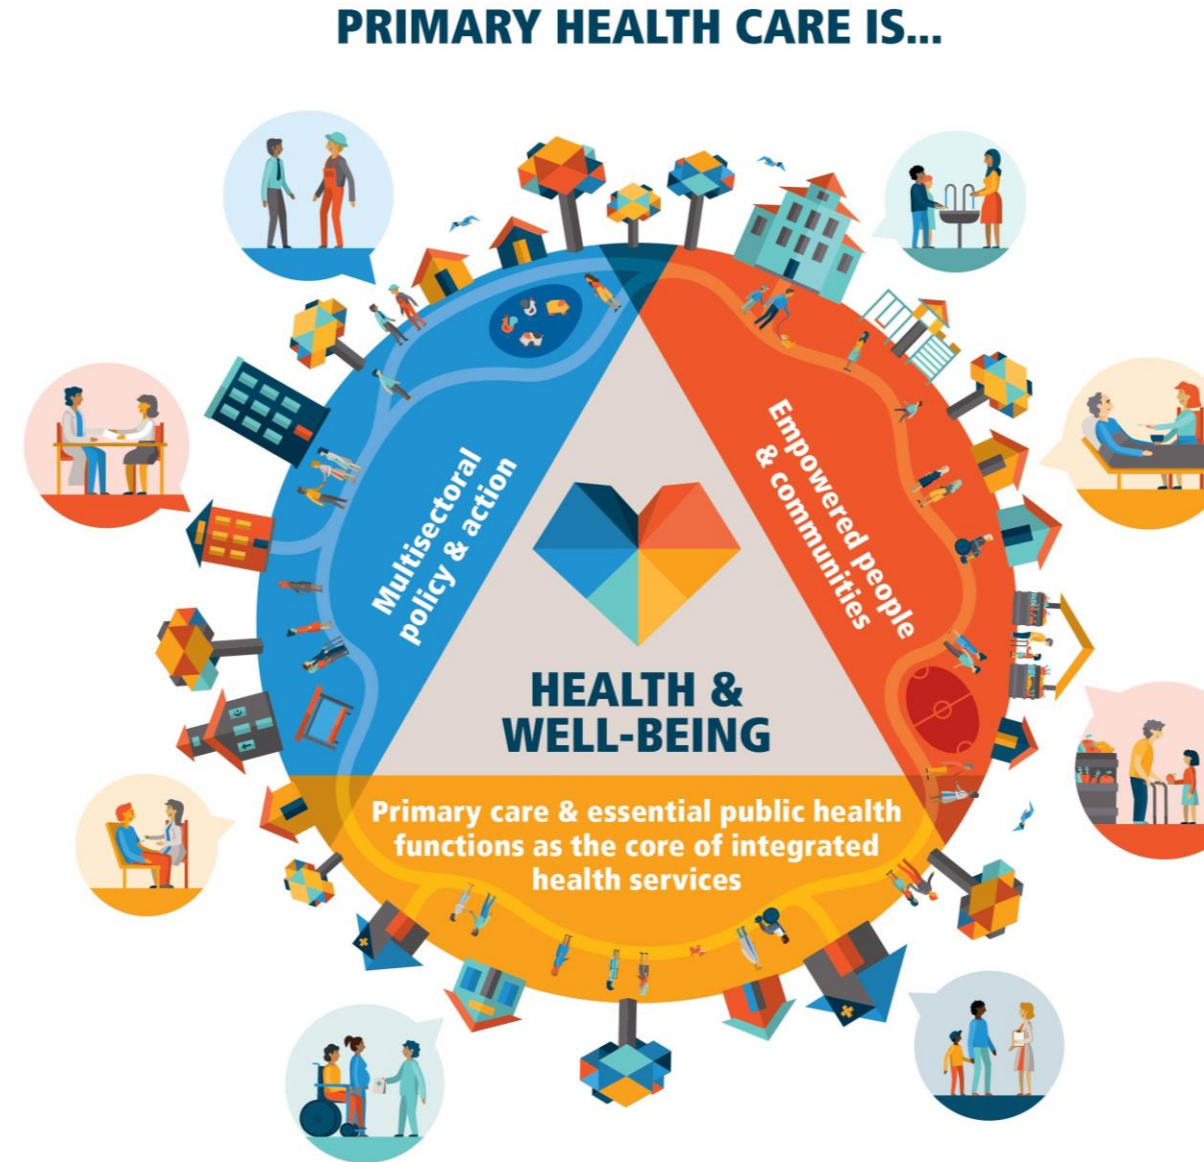 PRIMARY HEALTH CARE IS...
Multisectoral
policy & action
Empowered people
& communities
HEALTH &
WELL-BEING
Primary care & essential public health
functions as the core of integrated
health services